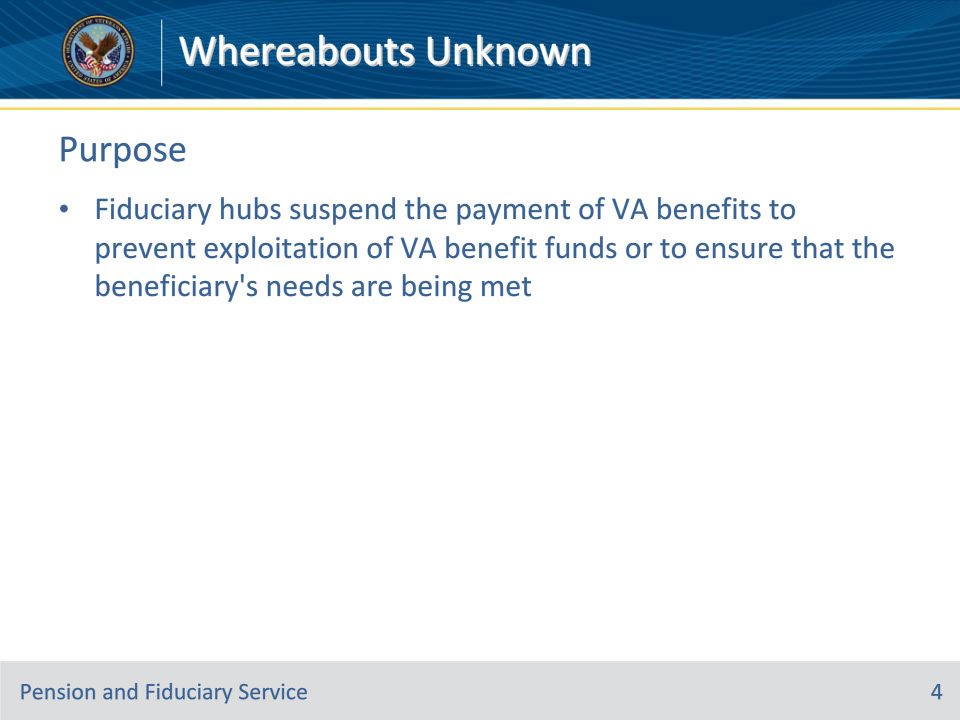 Whereabouts Unknown
Purpose
• Fiduciary hubs suspend the payment of VA benefits to
prevent exploitation of VA benefit funds or to ensure that the
beneficiary's needs are being met
Pension and Fiduciary Service
4